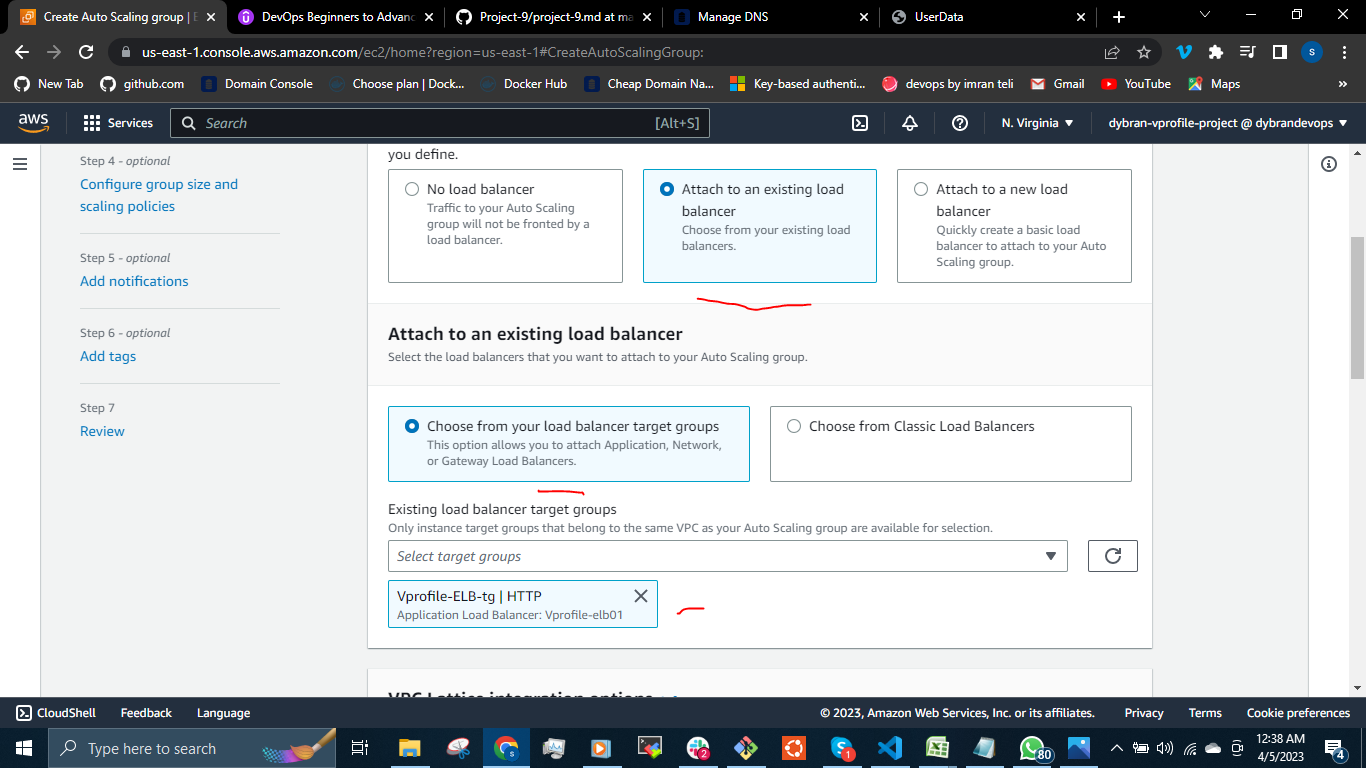 Create Auto Scaling group | E
DevOps Beginners to Advanc
Project-9/project-9.md at ma
Manage DNS
UserData
us-east-1.console.aws.amazon.com/ec2/home?region=us-east-1#CreateAutoScalingGroup:
S
New Tab
github.com
Domain Console
Choose plan | Dock...
Docker Hub
Cheap Domain Na...
Key-based authenti...
devops by imran teli
Gmail
YouTube
Maps
»
aws
Services
Search
[Alt+S]
N. Virginia
dybran-vprofile-project @ dybrandevops
Step 4 - optional
Configure group size and
scaling policies
Step 5 - optional
Add notifications
Step 6 - optional
Add tags
Step 7
Review
you define.
No load balancer
Traffic to your Auto Scaling
group will not be fronted by a
load balancer.
Attach to an existing load
balancer
Choose from your existing load
balancers.
Attach to a new load
balancer
Quickly create a basic load
balancer to attach to your Auto
Scaling group.
Attach to an existing load balancer
Select the load balancers that you want to attach to your Auto Scaling group.
Choose from your load balancer target groups
This option allows you to attach Application, Network,
or Gateway Load Balancers.
Choose from Classic Load Balancers
Existing load balancer target groups
Only instance target groups that belong to the same VPC as your Auto Scaling group are available for selection.
Select target groups
Vprofile-ELB-tg | HTTP
Application Load Balancer: Vprofile-elb01
VPC Lattice integration options
CloudShell
Feedback
Language
© 2023, Amazon Web Services, Inc. or its affiliates.
Privacy
Terms
Cookie preferences
Type here to search
2
1
80
12:38 AM
4/5/2023
4